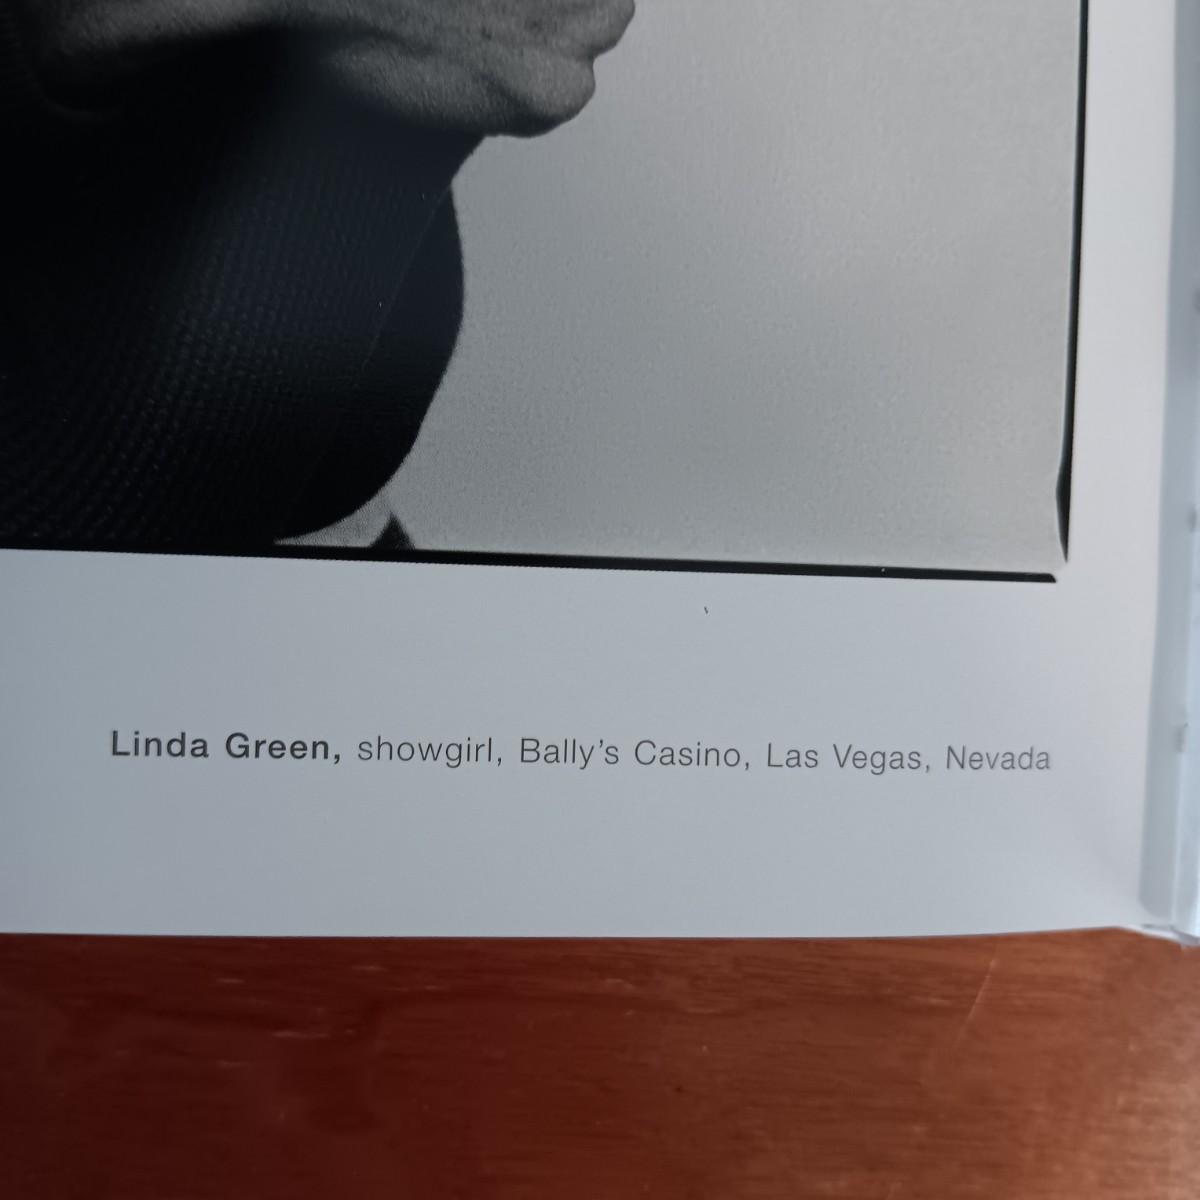 Linda Green, showgirl, Bally’s Casino, Las Vegas, Nevada